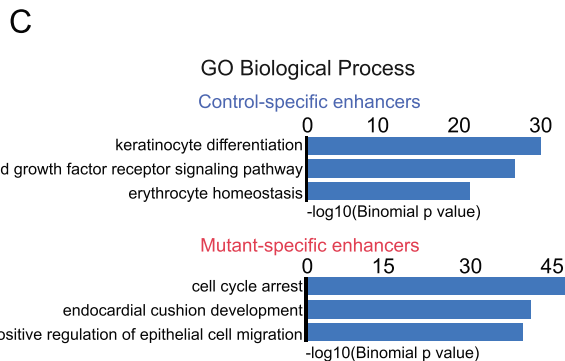 C
GO Biological Process
Control-specific enhancers
0 10 20 30
keratinocyte differentiation
growth factor receptor signaling pathway
erythrocyte homeostasis
-log10(Binomial p value)
Mutant-specific enhancers
0 15 30 45
cell cycle arrest
endocardial cushion development
regulation of epithelial cell migration
-log10(Binomial p value)